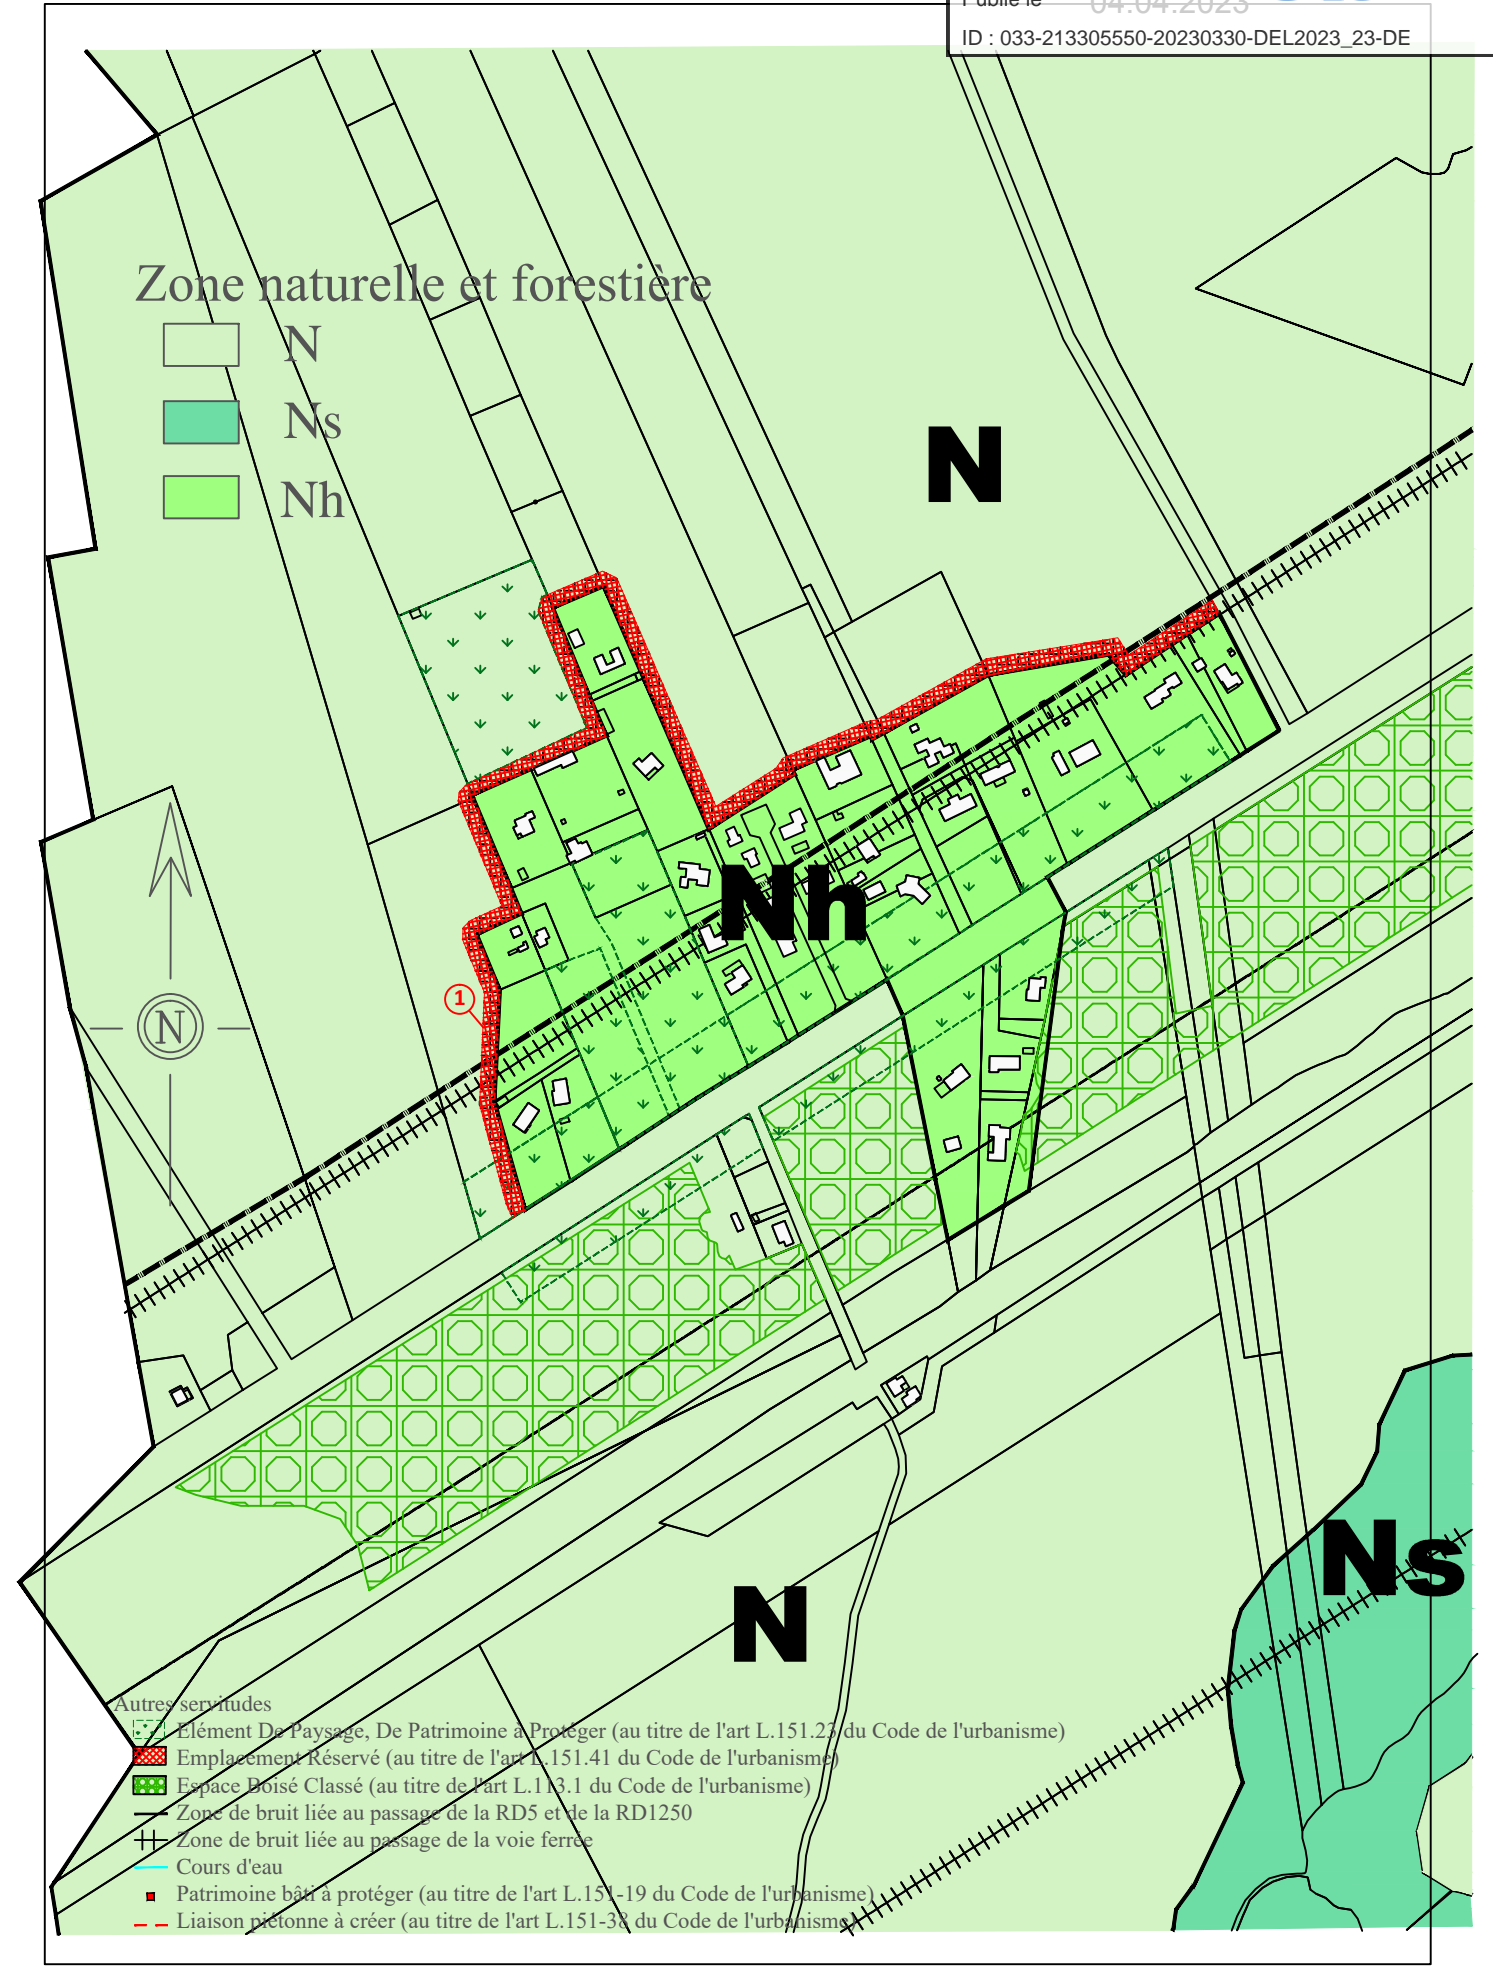 Publié le 04.04.2023
ID : 033-213305550-20230330-DEL2023_23-DE
Zone naturelle et forestière
N
Ns
Nh
N
Nh
1
N
Ns
N
Autres servitudes
Elément De Paysage, De Patrimoine à Protéger (au titre de l'art L.151.23 du Code de l'urbanisme)
Emplacement Réservé (au titre de l'art L.151.41 du Code de l'urbanisme)
Espace Boisé Classé (au titre de l'art L.113.1 du Code de l'urbanisme)
Zone de bruit liée au passage de la RD5 et de la RD1250
Zone de bruit liée au passage de la voie ferrée
Cours d'eau
Patrimoine bâti à protéger (au titre de l'art L.151-19 du Code de l'urbanisme)
Liaison piétonne à créer (au titre de l'art L.151-38 du Code de l'urbanisme)